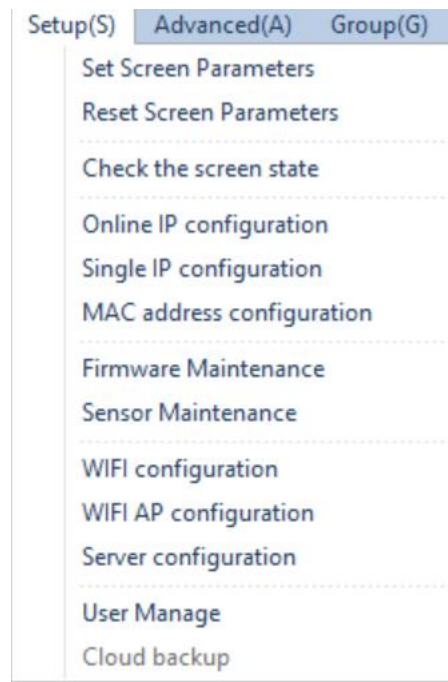 Setup(S) Advanced(A) Group(G)
Set Screen Parameters
Reset Screen Parameters
Check the screen state
Online IP configuration
Single IP configuration
MAC address configuration
Firmware Maintenance
Sensor Maintenance
WIFI configuration
WIFI AP configuration
Server configuration
User Manage
Cloud backup